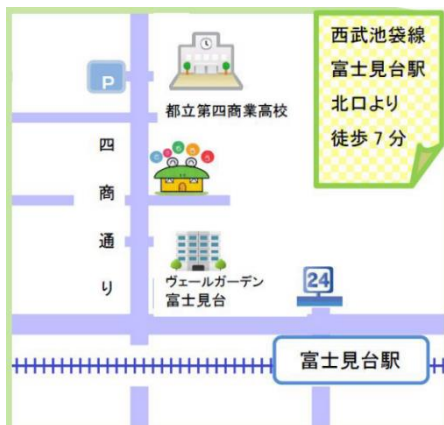 西武池袋線
富士見台駅
北口より
徒歩７分
P
都立第四商業高校
四商通り
ヴェールガーデン
富士見台
24
富士見台駅